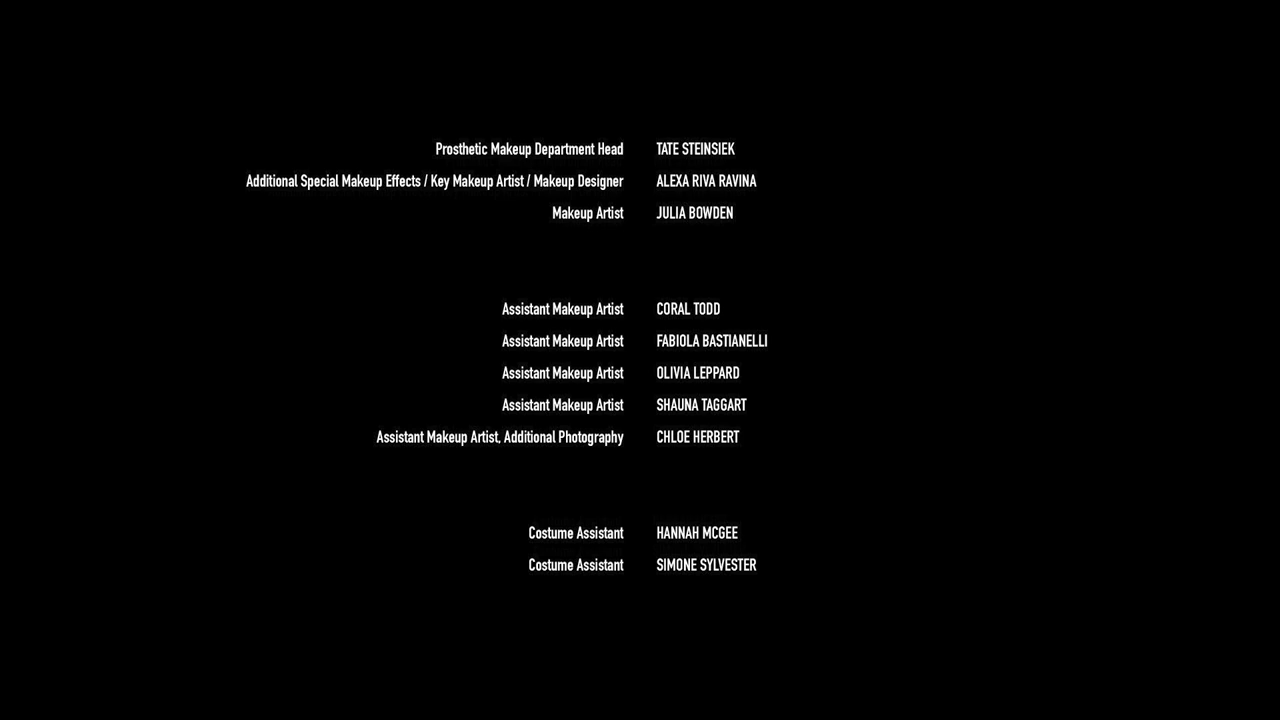 Prosthetic Makeup Department Head TATE STEINSIEK
Additional Special Makeup Effects / Key Makeup Artist / Makeup Designer ALEXA RIVA RAVINA
Makeup Artist JULIA BOWDEN
Assistant Makeup Artist CORAL TODD
Assistant Makeup Artist FABIOLA BASTIANELLI
Assistant Makeup Artist OLIVIA LEPPARD
Assistant Makeup Artist SHAUNA TAGGART
Assistant Makeup Artist, Additional Photography CHLOE HERBERT
Costume Assistant HANNAH MCGEE
Costume Assistant SIMONE SYLVESTER